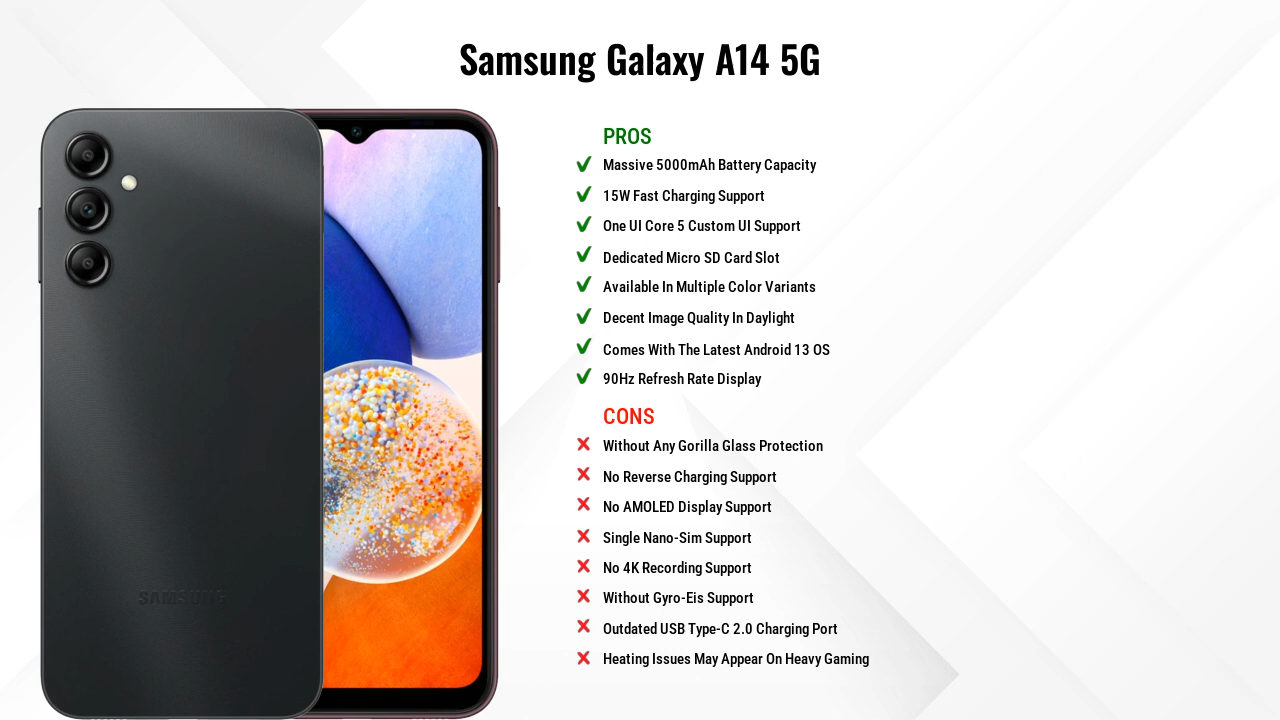 Samsung Galaxy A14 5G
PROS
Massive 5000mAh Battery Capacity
15W Fast Charging Support
One UI Core 5 Custom UI Support
Dedicated Micro SD Card Slot
Available In Multiple Color Variants
Decent Image Quality In Daylight
Comes With The Latest Android 13 OS
90Hz Refresh Rate Display
CONS
Without Any Gorilla Glass Protection
No Reverse Charging Support
No AMOLED Display Support
Single Nano-Sim Support
No 4K Recording Support
Without Gyro-Eis Support
Outdated USB Type-C 2.0 Charging Port
Heating Issues May Appear On Heavy Gaming
SAMSUNG